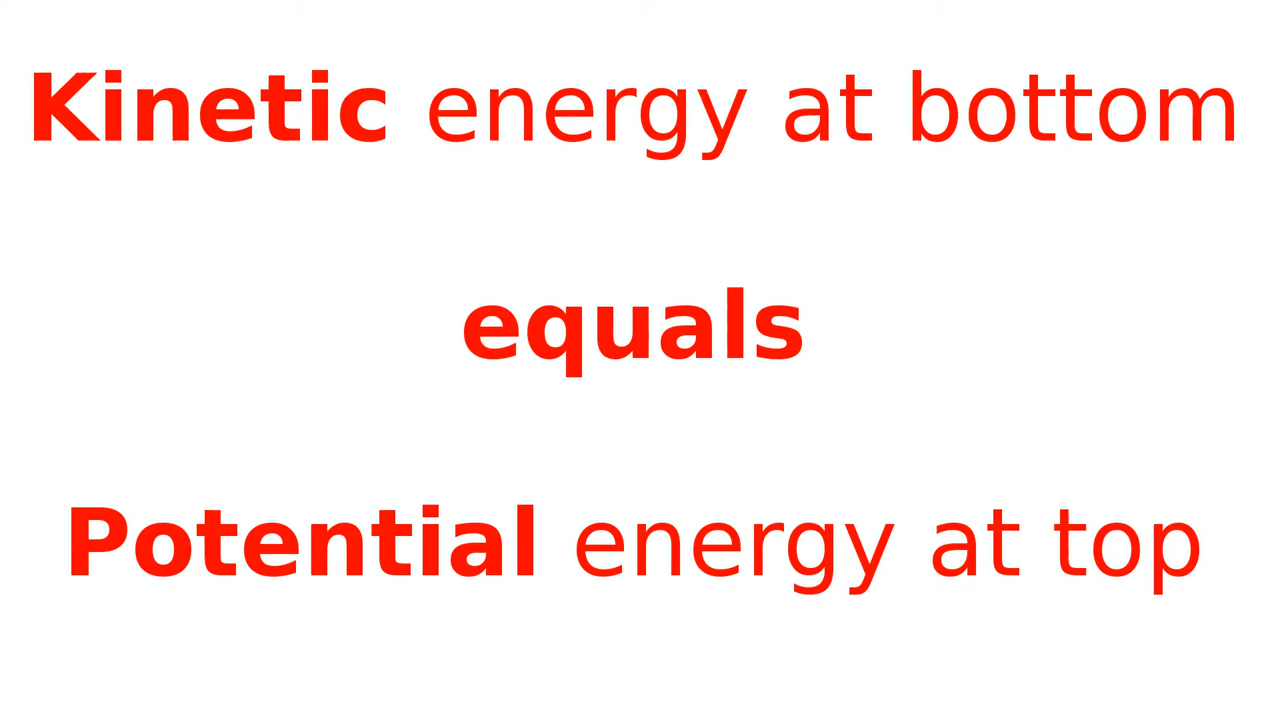 Kinetic energy at bottom
equals
Potential energy at top